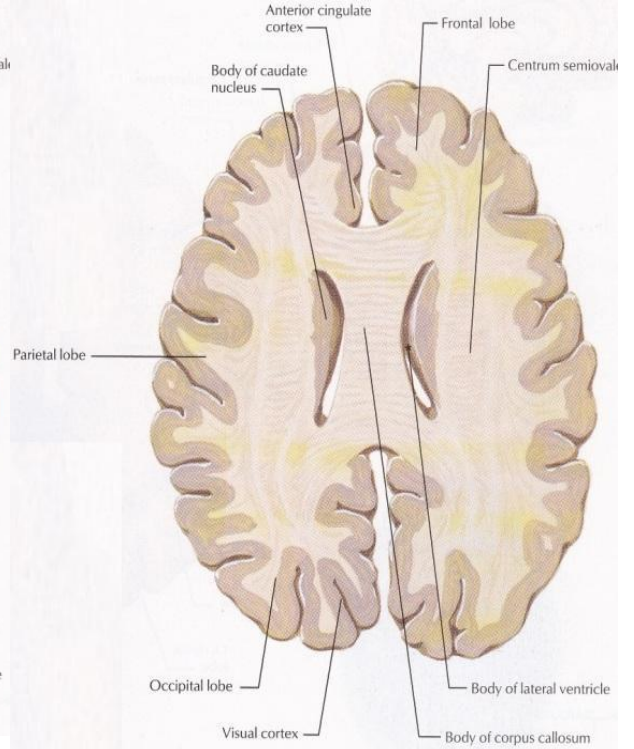 Anterior cingulate
cortex
Frontal lobe
Body of caudate
nucleus
Centrum semiovale
Parietal lobe
Occipital lobe
Body of lateral ventricle
Visual cortex
Body of corpus callosum